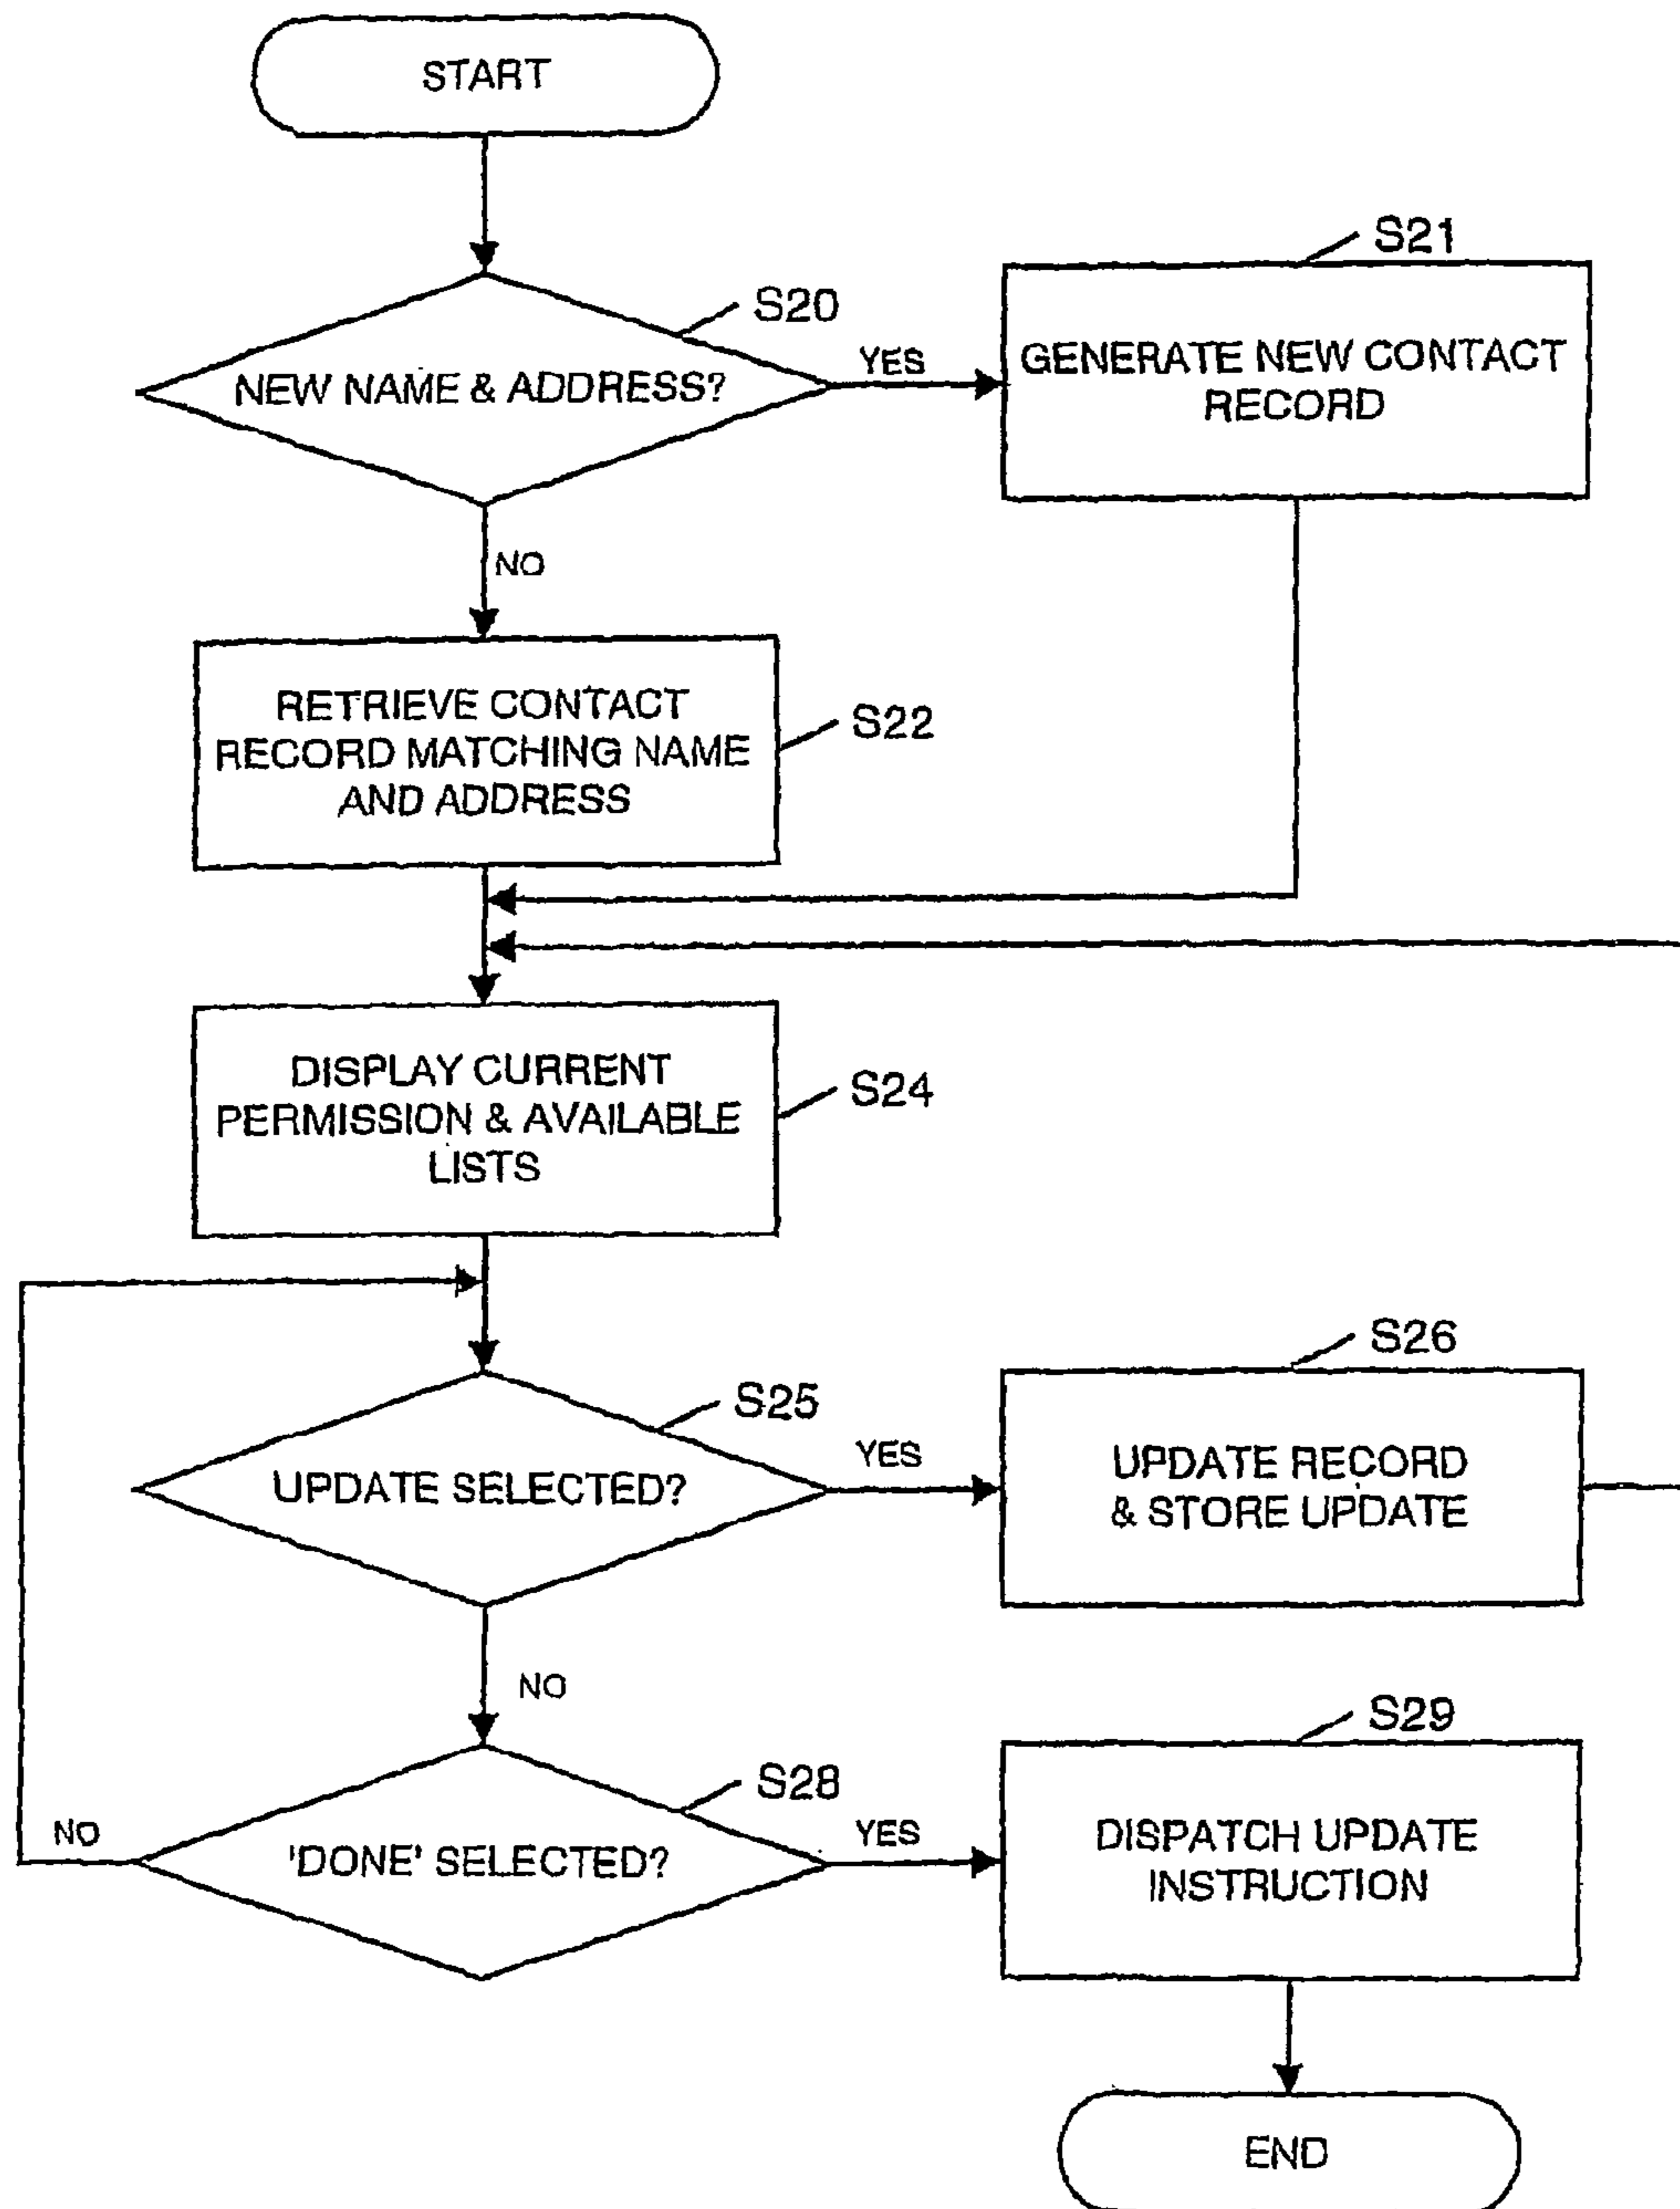 START
S20
NEW NAME & ADDRESS?
YES
S21
GENERATE NEW CONTACT
RECORD
NO
RETRIEVE CONTACT
RECORD MATCHING NAME
AND ADDRESS
S22
DISPLAY CURRENT
PERMISSION & AVAILABLE
LISTS
S24
S25
UPDATE SELECTED?
YES
S26
UPDATE RECORD
& STORE UPDATE
NO
S28
'DONE' SELECTED?
NO
YES
S29
DISPATCH UPDATE
INSTRUCTION
END